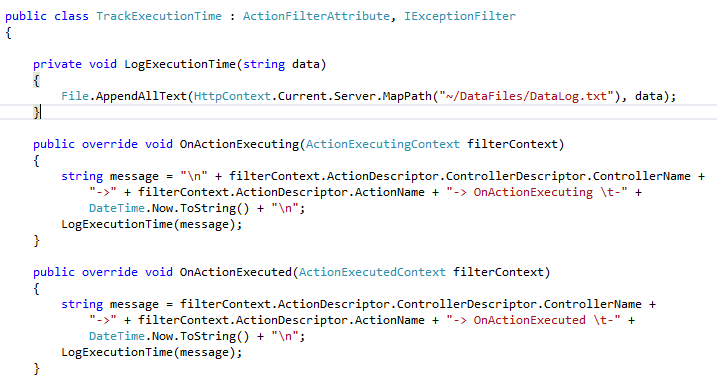 public class TrackExecutionTime : ActionFilterAttribute, IExceptionFilter
{
private void LogExecutionTime(string data)
{
File.AppendAllText(HttpContext.Current.Server.MapPath("~/DataFiles/DataLog.txt"), data);
}
public override void OnActionExecuting(ActionExecutingContext filterContext)
{
string message = "\n" + filterContext.ActionDescriptor.ControllerDescriptor.ControllerName +
"->" + filterContext.ActionDescriptor.ActionName + "-> OnActionExecuting \t-" +
DateTime.Now.ToString() + "\n";
LogExecutionTime(message);
}
public override void OnActionExecuted(ActionExecutedContext filterContext)
{
string message = filterContext.ActionDescriptor.ControllerDescriptor.ControllerName +
"->" + filterContext.ActionDescriptor.ActionName + "-> OnActionExecuted \t-" +
DateTime.Now.ToString() + "\n";
LogExecutionTime(message);
}